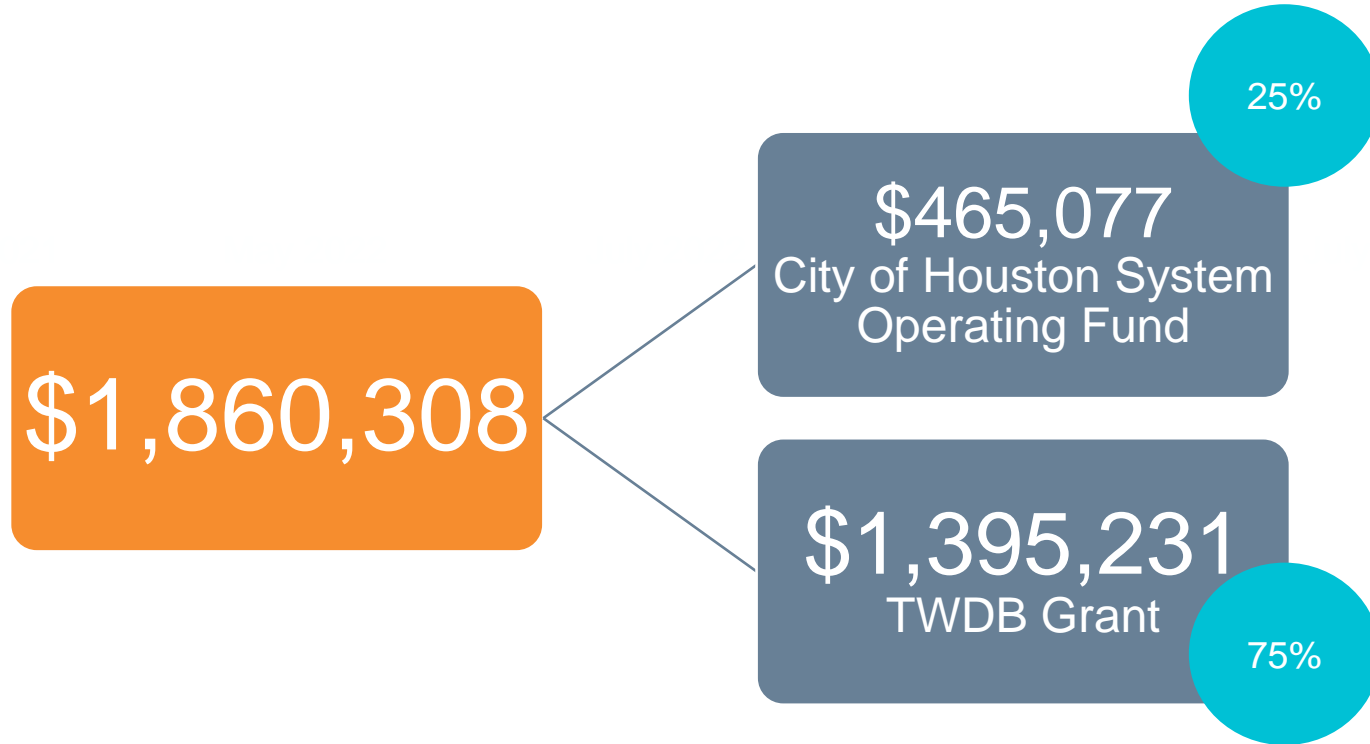 $1,860,308
25%
$465,077
City of Houston System
Operating Fund
$1,395,231
TWDB Grant
75%